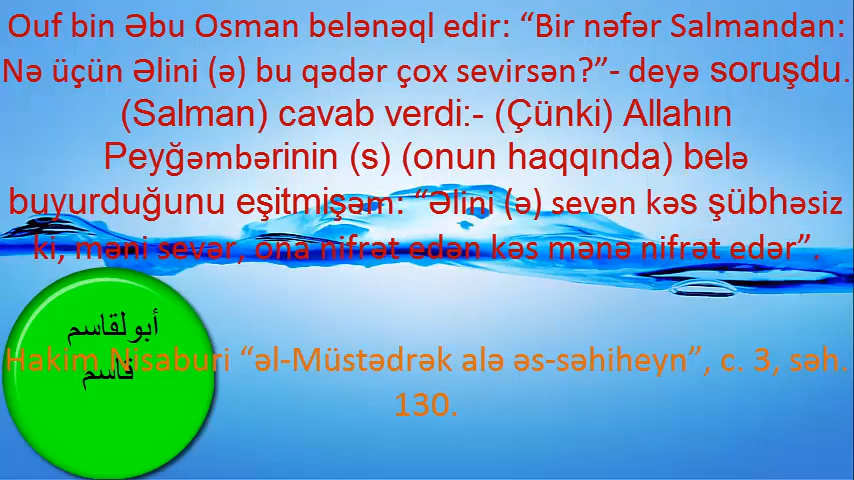 Ouf bin Əbu Osman belənəql edir: “Bir nəfər Salmandan:
Nə üçün Əlini (ə) bu qədər çox sevirsən?”- deyə soruşdu.
(Salman) cavab verdi:- (Çünki) Allahın
Peyğəmbərinin (s) (onun haqqında) belə
buyurduğunu eşitmişəm: “Əlini (ə) sevən kəs şübhəsiz
ki, məni sevər, ona nifrət edən kəs mənə nifrət edər”.
أبولقاسم
قاسم
Hakim Nisaburi “əl-Müstədrək alə əs-səhiheyn”, c. 3, səh.
130.